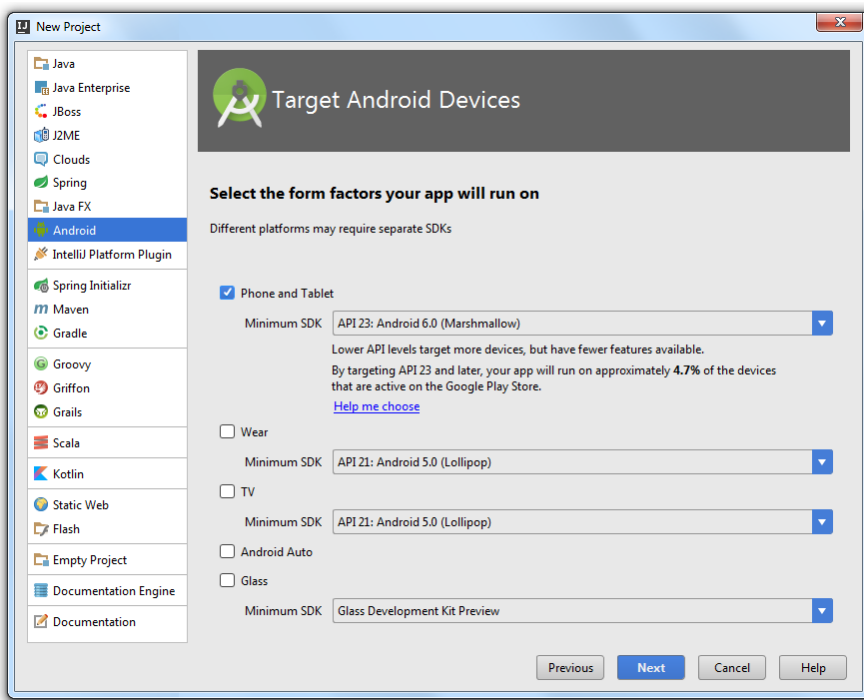 New Project
Java
Java Enterprise
JBoss
J2ME
Clouds
Spring
Java FX
Android
IntelliJ Platform Plugin
Spring Initializr
Maven
Gradle
Groovy
Griffon
Grails
Scala
Kotlin
Static Web
Flash
Empty Project
Documentation Engine
Documentation
Target Android Devices
Select the form factors your app will run on
Different platforms may require separate SDKs
Phone and Tablet
Minimum SDK API 23: Android 6.0 (Marshmallow)
Lower API levels target more devices, but have fewer features available.
By targeting API 23 and later, your app will run on approximately 4.7% of the devices
that are active on the Google Play Store.
Help me choose
Wear
Minimum SDK API 21: Android 5.0 (Lollipop)
TV
Minimum SDK API 21: Android 5.0 (Lollipop)
Android Auto
Glass
Minimum SDK Glass Development Kit Preview
Previous Next Cancel Help